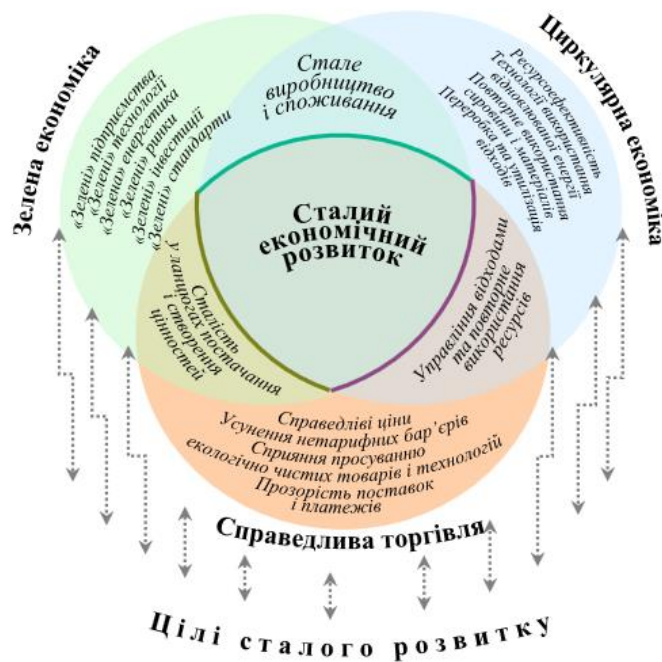 Зелена економіка
«Зелені» підприємства
«Зелені» технології
«Зелена» енергетика
«Зелені» ринки
«Зелені» інвестиції
«Зелені» стандарти
Стале
виробництво
і споживання
Циркулярна економіка
Ресурсоефективність
Технології використання
відновлюваної енергії
Повторне використання
сировини і матеріалів
Переробка та утилізація
відходів
Сталий
економічний
розвиток
Сталість
у ланцюгах постачання
і створення
цінностей
Управління відходами
та повторне
використання
ресурсів
Справедливі ціни
Усунення нетарифних бар’єрів
Сприяння просуванню
екологічно чистих товарів і технологій
Прозорість поставок
і платежів
Справедлива торгівля
Цілі сталого розвитку